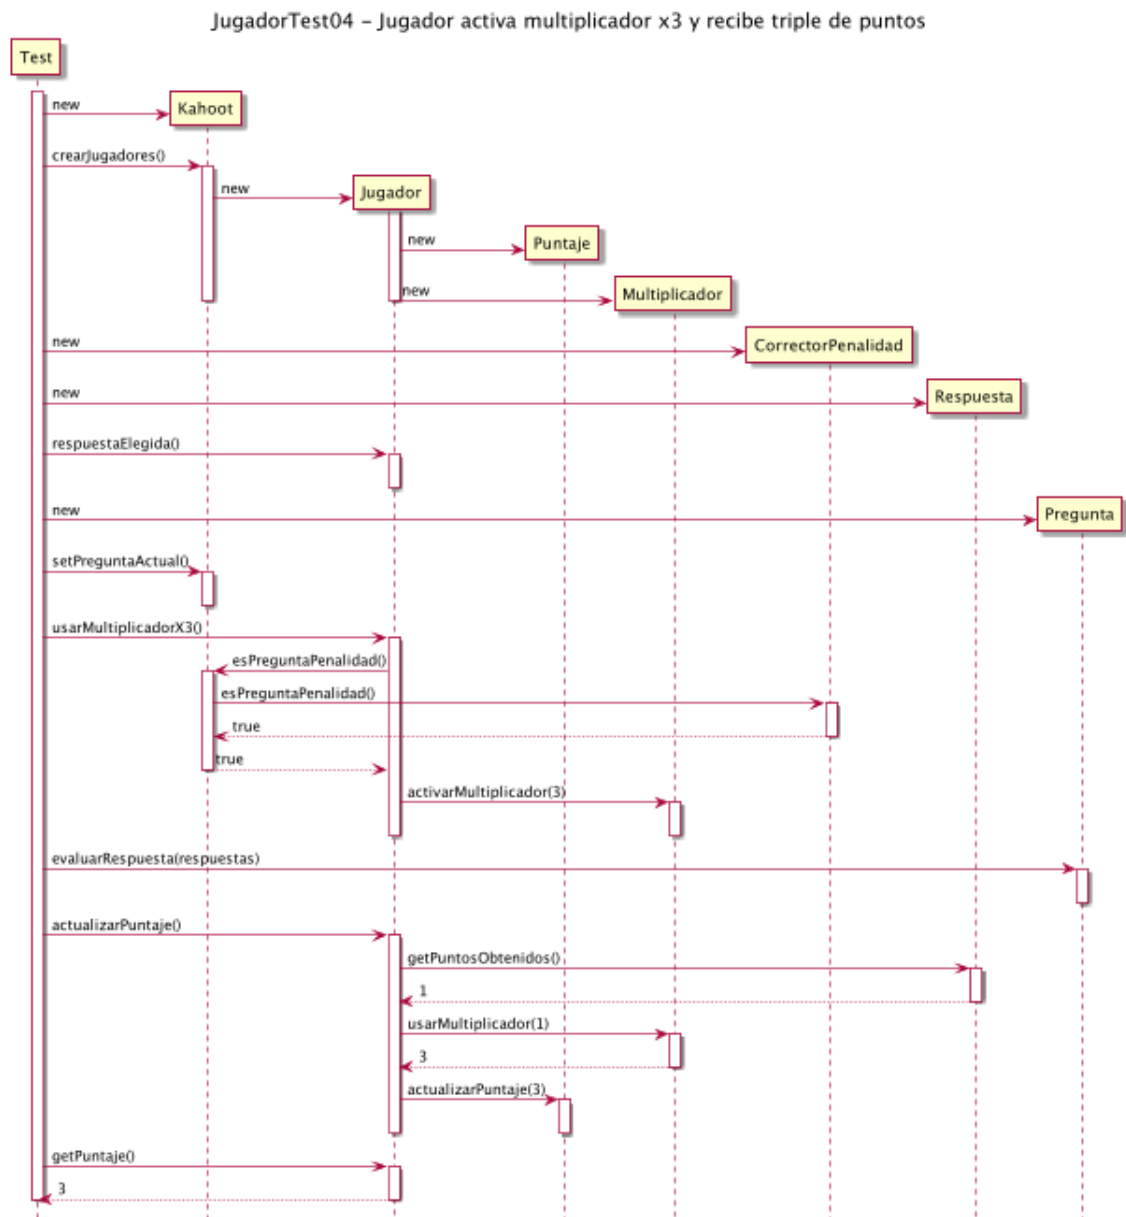 JugadorTest04 - Jugador activa multiplicador x3 y recibe triple de puntos
Test
new
Kahoot
crearJugadores()
new
Jugador
new
Puntaje
new
Multiplicador
new
CorrectorPenalidad
new
Respuesta
respuestaElegida()
new
Pregunta
setPreguntaActual()
usarMultiplicadorX3()
esPreguntaPenalidad()
esPreguntaPenalidad()
true
true
activarMultiplicador(3)
evaluarRespuesta(respuestas)
actualizarPuntaje()
getPuntosObtenidos()
1
usarMultiplicador(1)
3
actualizarPuntaje(3)
getPuntaje()
3